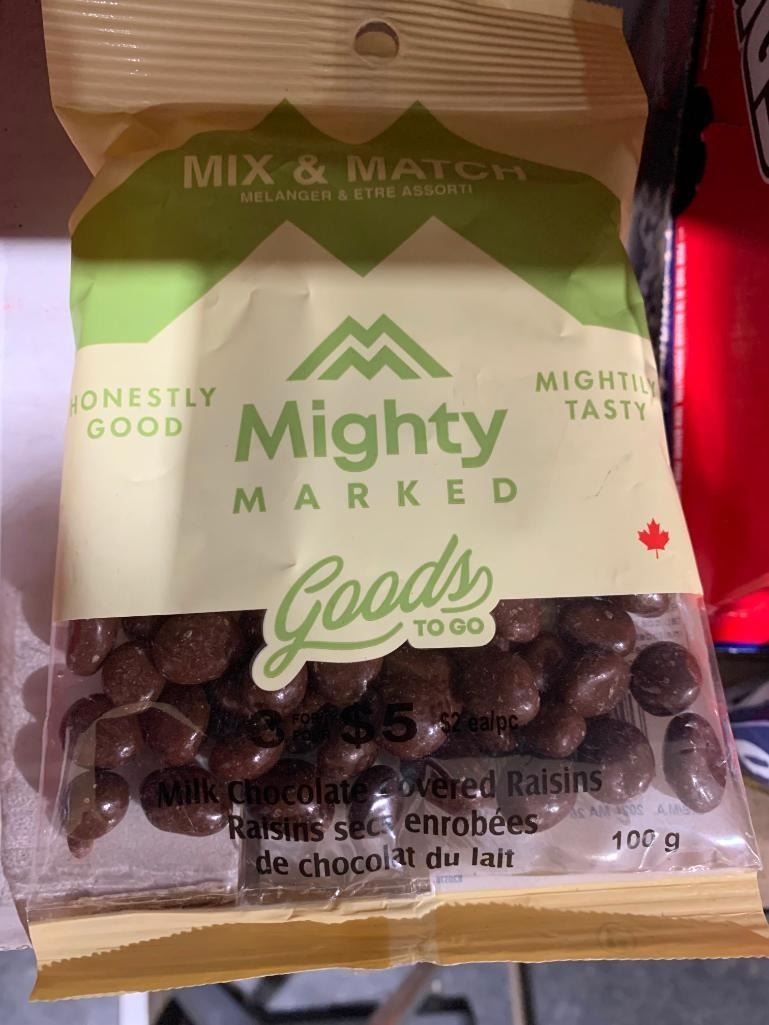 MIX & MATCH
MELANGER & ETRE ASSORTI
HONESTLY
GOOD
MIGHTILY
TASTY
Mighty
MARKED
Goods
TO GO
3 FOR $5 $2 ea/pc
Milk Chocolate Covered Raisins
Raisins secs enrobées
de chocolat du lait
100 g